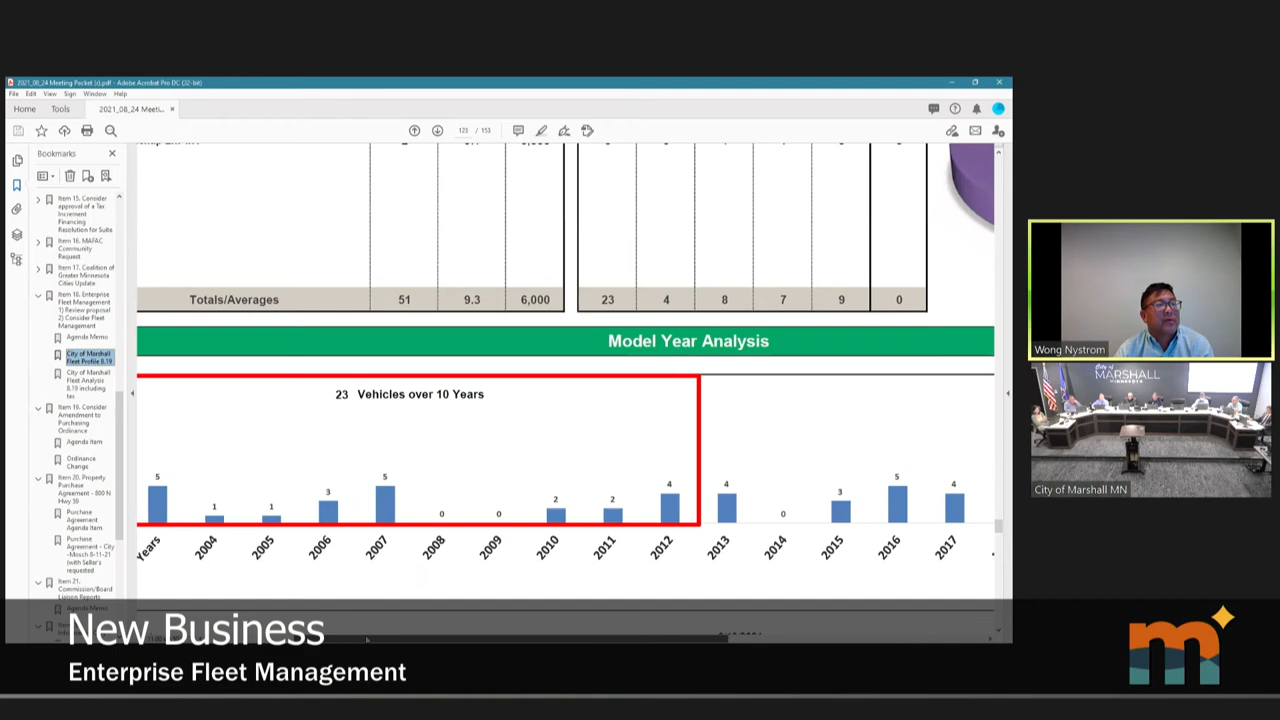 2021_08_24 Meeting Packet (c).pdf - Adobe Acrobat Pro DC (32-bit)
File Edit View Sign Window Help
Home Tools 2021_08_24 Meeti... ×
123 / 153
Bookmarks
Item 15. Consider
approval of a Tax
Increment
Financing
Resolution for Suite
Item 16. MAFAC
Community
Request
Item 17. Coalition of
Greater Minnesota
Cities Update
Item 18. Enterprise
Fleet Management
1) Review proposal
2) Consider Fleet
Management
Agenda Memo
City of Marshall
Fleet Profile 8.19
City of Marshall
Fleet Analysis
8.19 including
tax
Item 19. Consider
Amendment to
Purchasing
Ordinance
Agenda Item
Ordinance
Change
Item 20. Property
Purchase
Agreement - 800 N
Hwy 59
Purchase
Agreement
Agenda Item
Purchase
Agreement - City
-Mosch 8-11-21
(with Seller's
requested
Item 21.
Commission/Board
Liaison Reports
Agenda Memo
Totals/Averages 51 9.3 6,000 23 4 8 7 9 0
Model Year Analysis
23 Vehicles over 10 Years
5 1 1 3 5 0 0 2 2 4 4 0 3 5 4
Years 2004 2005 2006 2007 2008 2009 2010 2011 2012 2013 2014 2015 2016 2017
Wong Nystrom
City of
MARSHALL
MINNESOTA
City of Marshall MN
New Business
Enterprise Fleet Management
m